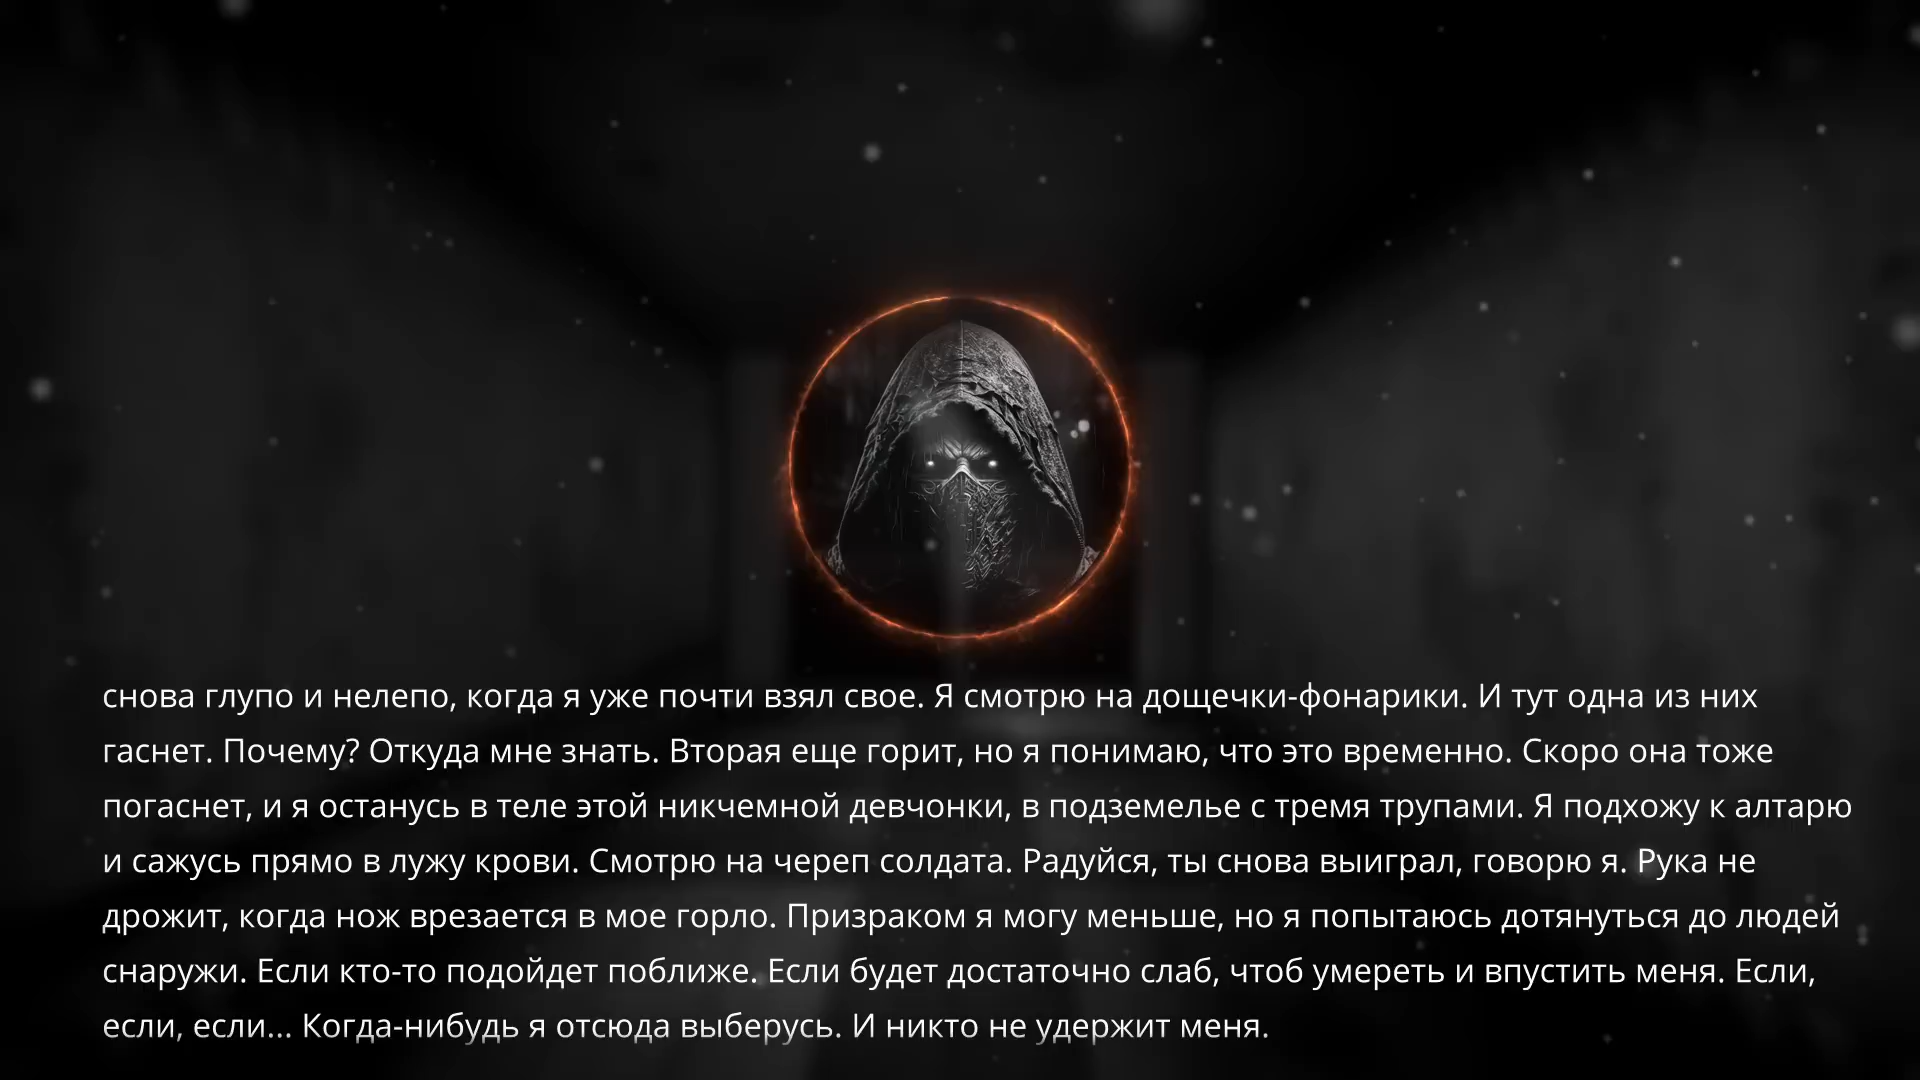 снова глупо и нелепо, когда я уже почти взял свое. Я смотрю на дощечки-фонарики. И тут одна из них
гаснет. Почему? Откуда мне знать. Вторая еще горит, но я понимаю, что это временно. Скоро она тоже
погаснет, и я останусь в теле этой никчемной девчонки, в подземелье с тремя трупами. Я подхожу к алтарю
и сажусь прямо в лужу крови. Смотрю на череп солдата. Радуйся, ты снова выиграл, говорю я. Рука не
дрожит, когда нож врезается в мое горло. Призраком я могу меньше, но я попытаюсь дотянуться до людей
снаружи. Если кто-то подойдет поближе. Если будет достаточно слаб, чтоб умереть и впустить меня. Если,
если, если... Когда-нибудь я отсюда выберусь. И никто не удержит меня.